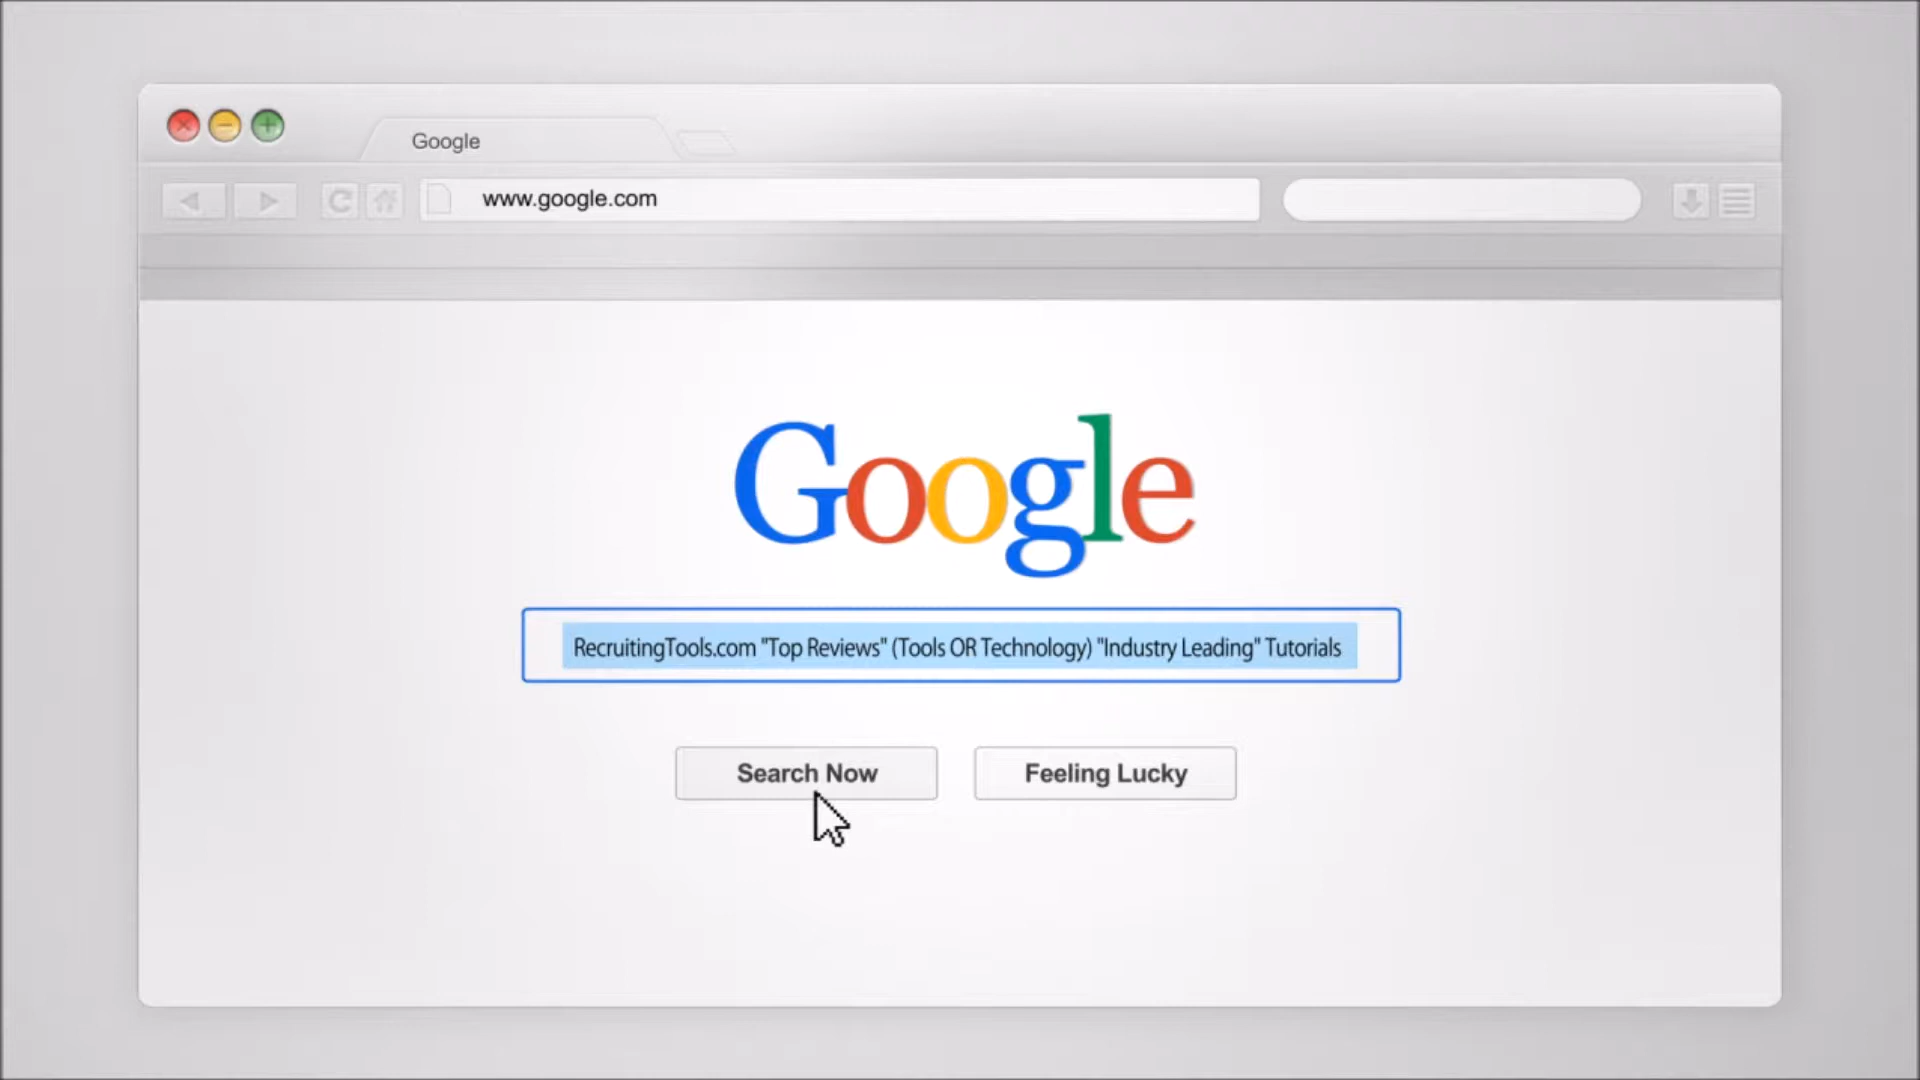 Google
www.google.com
Google
RecruitingTools.com "Top Reviews" (Tools OR Technology) "Industry Leading" Tutorials
Search Now
Feeling Lucky